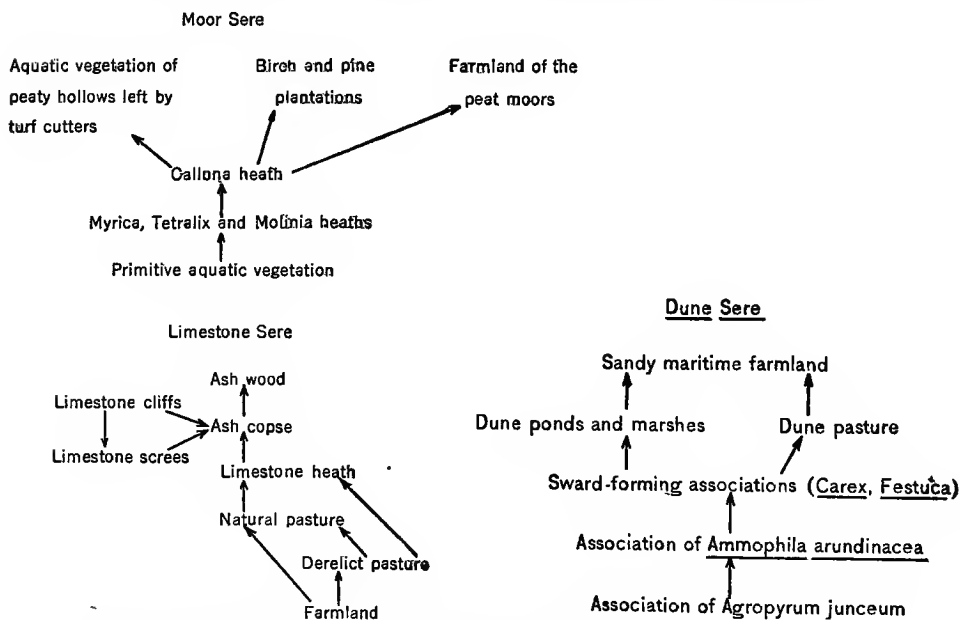 Moor Sere
Aquatic vegetation of
peaty hollows left by
turf cutters
Birch and pine
plantations
Farmland of the
peat moors
Calluna heath
Myrica, Tetralix and Molinia heaths
Primitive aquatic vegetation
Limestone Sere
Ash wood
Limestone cliffs
Ash copse
Limestone screes
Limestone heath
Natural pasture
Derelict pasture
Farmland
Dune Sere
Sandy maritime farmland
Dune ponds and marshes
Dune pasture
Sward-forming associations (Carex, Festuca)
Association of Ammophila arundinacea
Association of Agropyrum junceum